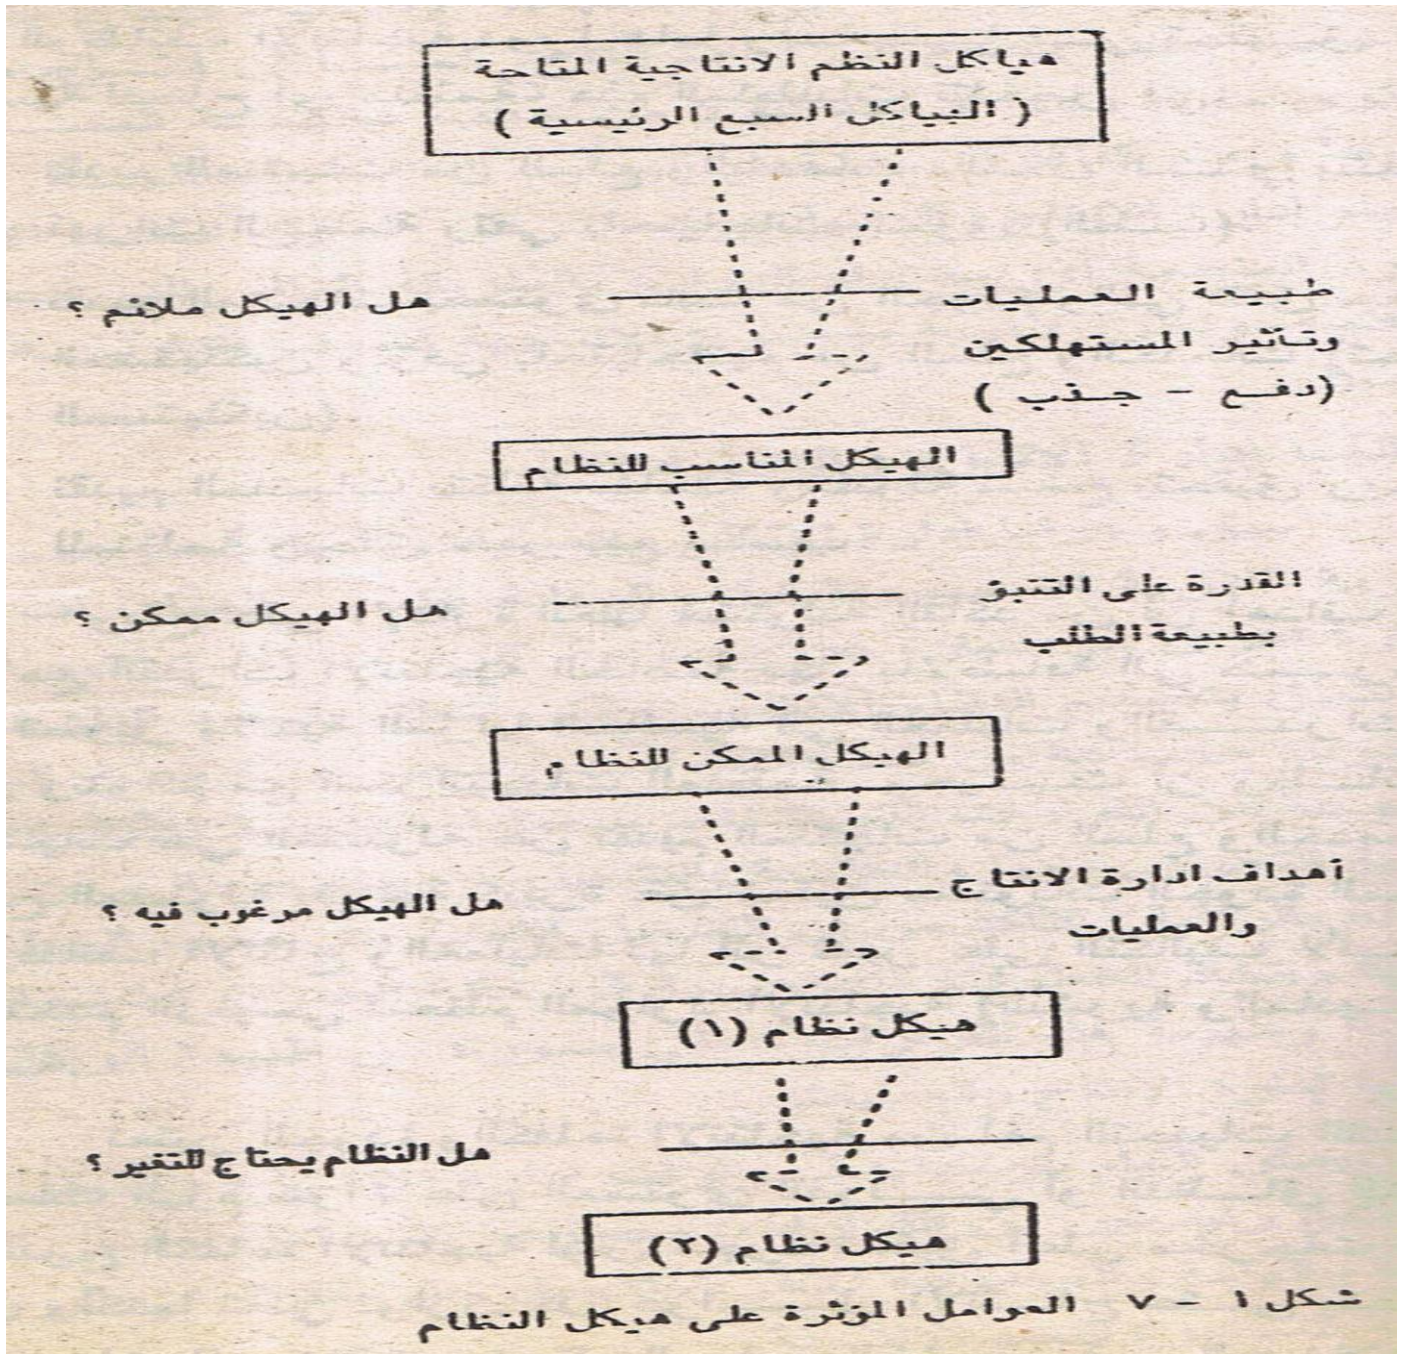 هياكل النظم الانتاجية المتاحة
( الهياكل السبع الرئيسية )
طبيعة العمليات
وتأثير المستهلكين
(دفع - جذب )
هل الهيكل ملائم ؟
الهيكل المناسب للنظام
القدرة على التنبؤ
بطبيعة الطلب
هل الهيكل ممكن ؟
الهيكل الممكن للنظام
أهداف ادارة الانتاج
والعمليات
هل الهيكل مرغوب فيه ؟
هيكل نظام (١)
هل النظام يحتاج للتغير ؟
هيكل نظام (٢)
شكل ١ - ٧ العوامل المؤثرة على هيكل النظام